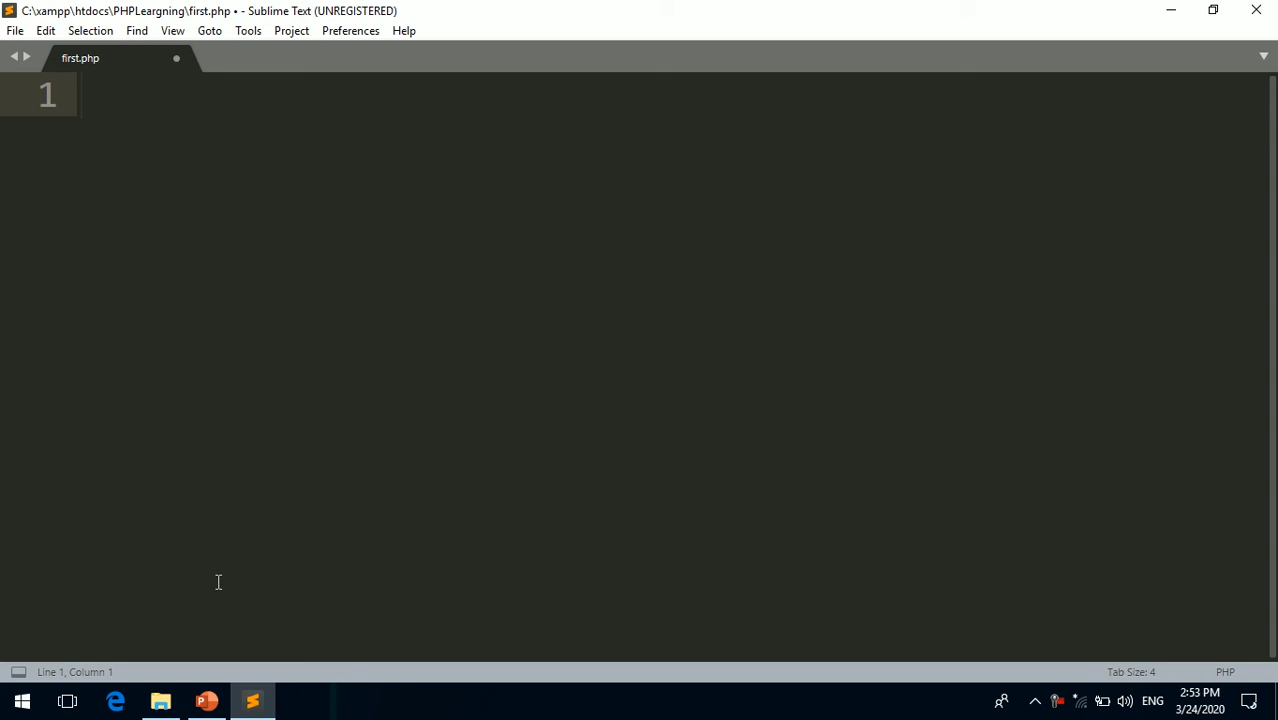 C:\xampp\htdocs\PHPLeargning\first.php • - Sublime Text (UNREGISTERED)
File Edit Selection Find View Goto Tools Project Preferences Help
first.php
1
Line 1, Column 1 Tab Size: 4 PHP
ENG 2:53 PM
3/24/2020